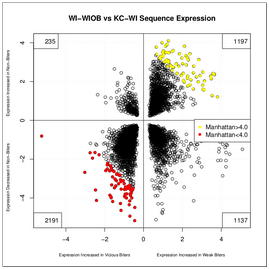 WI−WIOB vs KC−WI Sequence Expression
235
1197
4
2
0
−2
−4
Expression Increased in Non−Biters
Expression Decreased in Non−Biters
Manhattan>4.0
Manhattan<4.0
2191
1137
−4
−2
0
2
4
Expression Increased in Vicious Biters
Expression Increased in Weak Biters